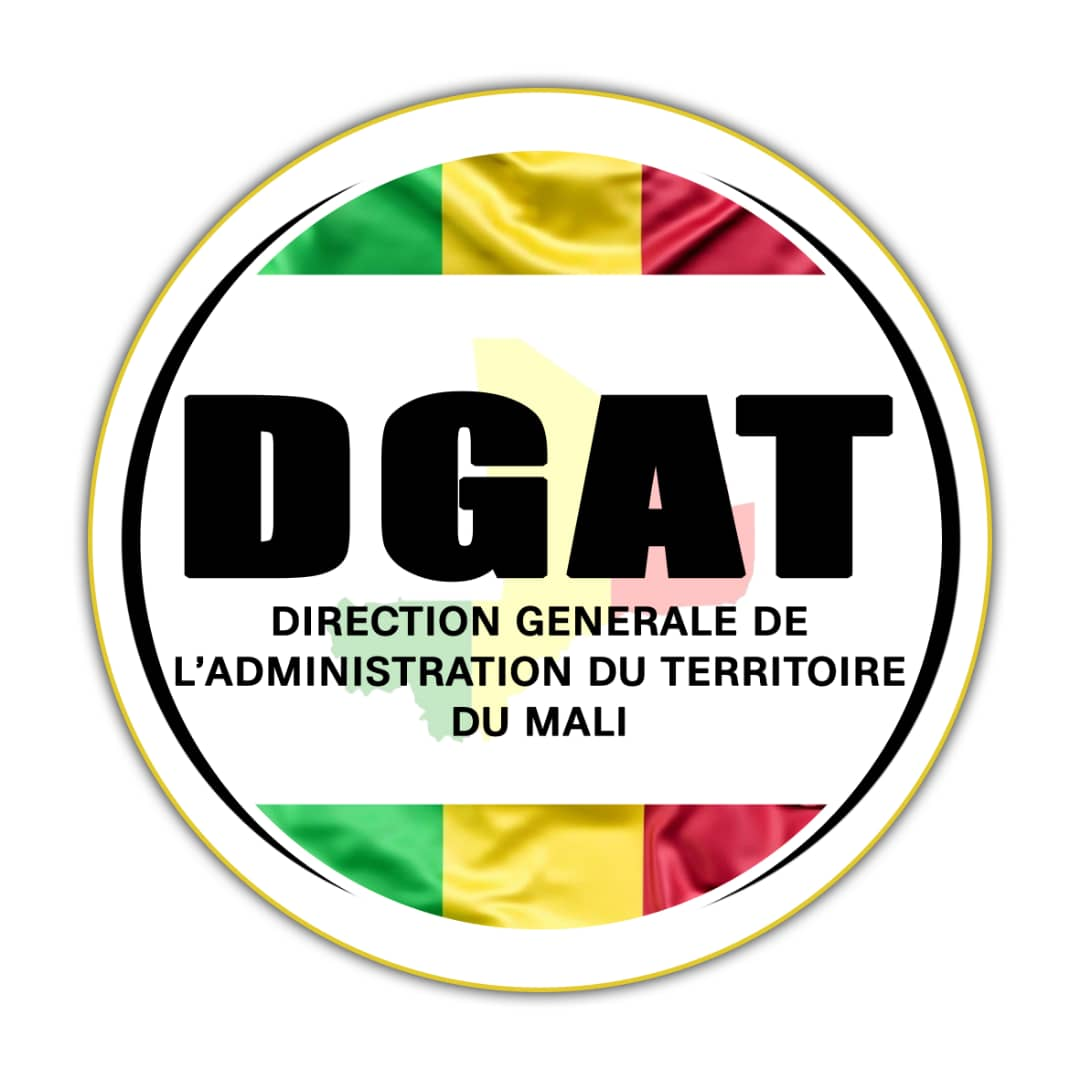 DGAT
DIRECTION GENERALE DE
L’ADMINISTRATION DU TERRITOIRE
DU MALI